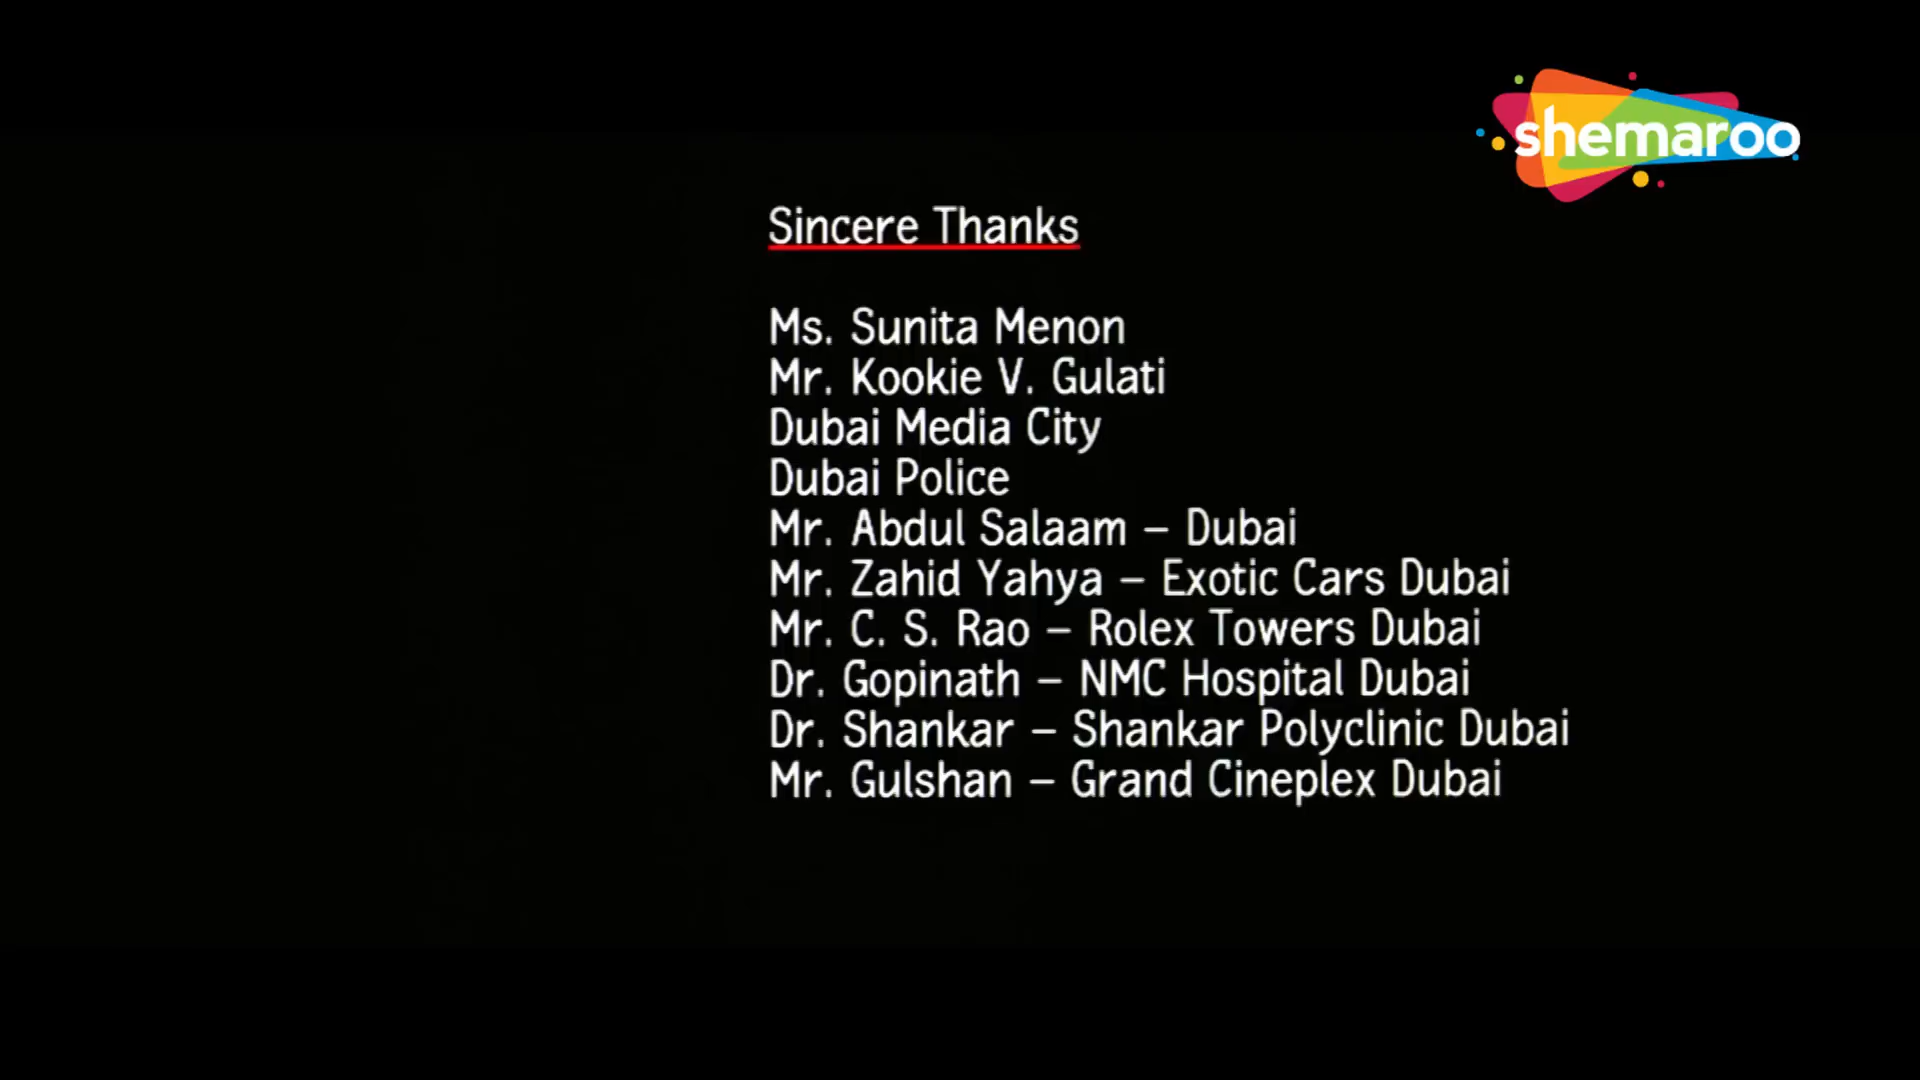 shemaroo
Sincere Thanks
Ms. Sunita Menon
Mr. Kookie V. Gulati
Dubai Media City
Dubai Police
Mr. Abdul Salaam – Dubai
Mr. Zahid Yahya – Exotic Cars Dubai
Mr. C. S. Rao – Rolex Towers Dubai
Dr. Gopinath – NMC Hospital Dubai
Dr. Shankar – Shankar Polyclinic Dubai
Mr. Gulshan – Grand Cineplex Dubai